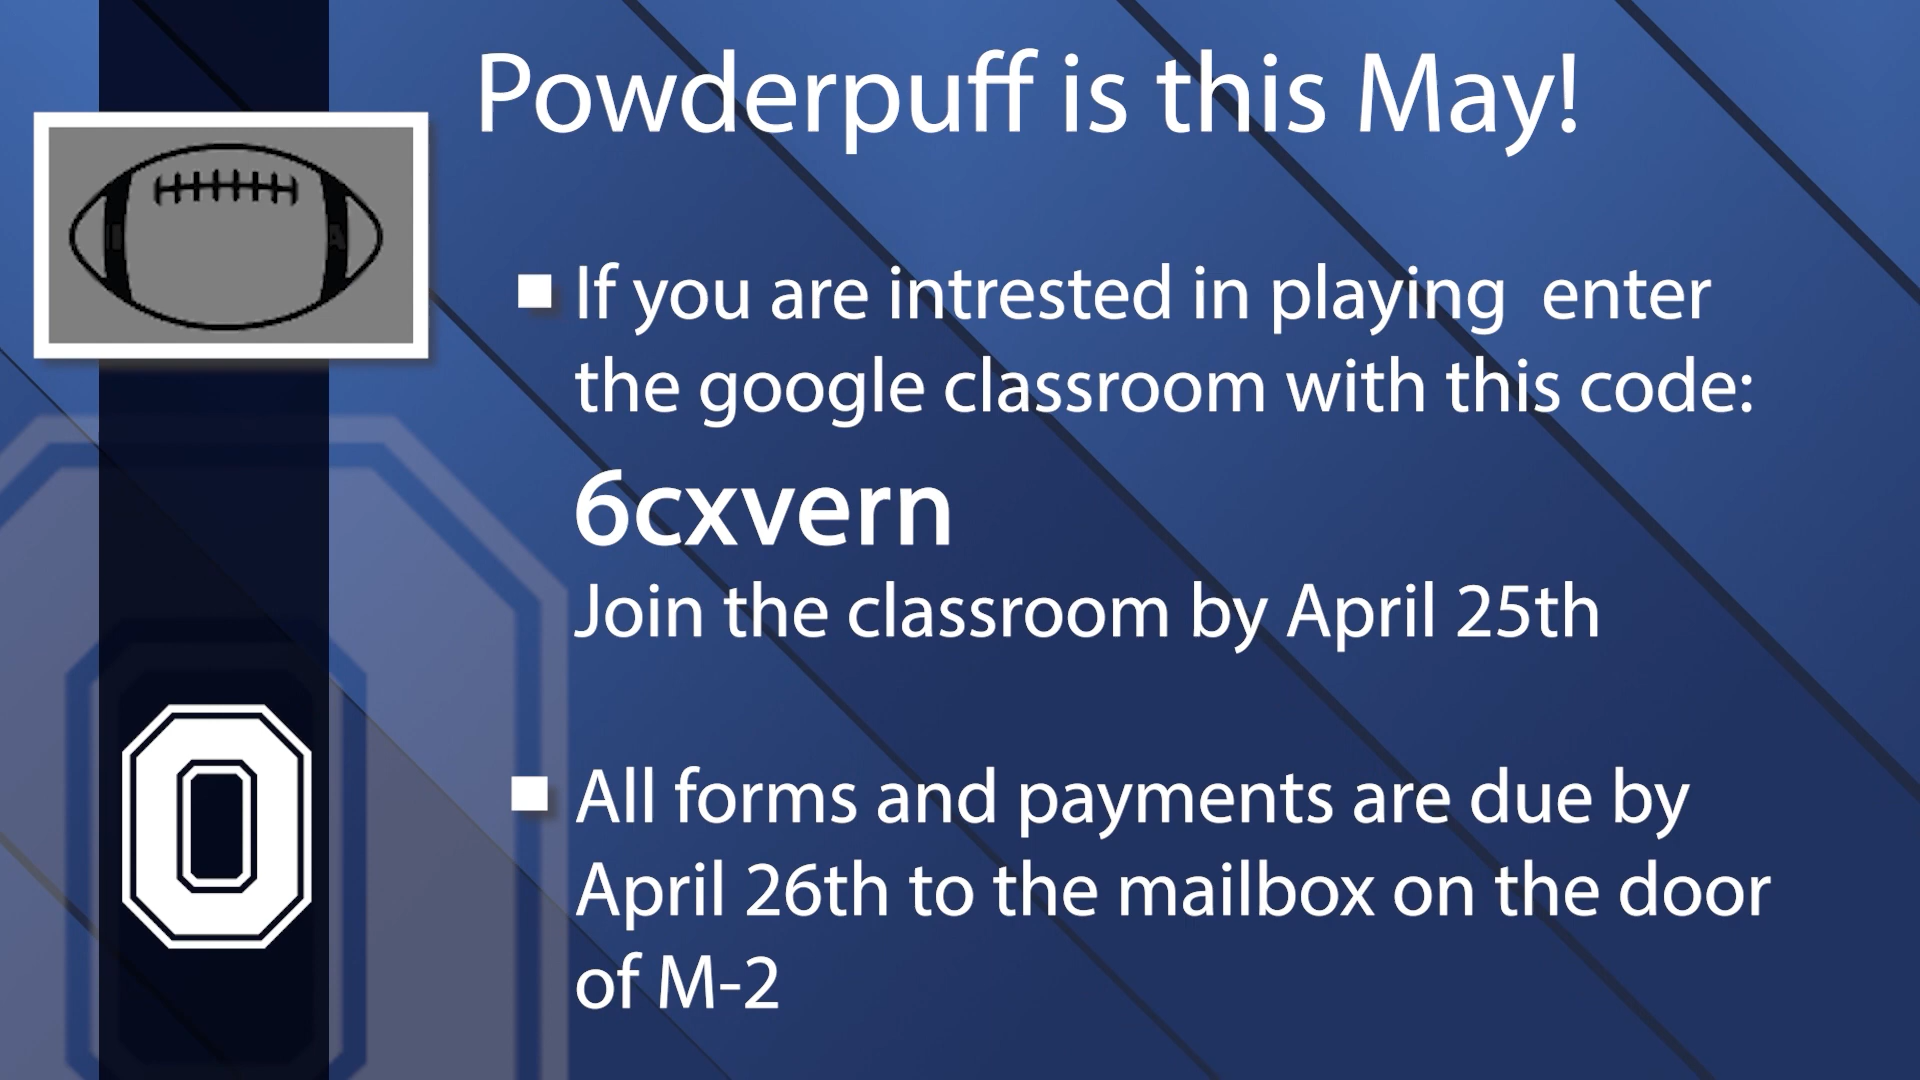 Powderpuff is this May!
If you are intrested in playing  enter
the google classroom with this code:
6cxvern
Join the classroom by April 25th
All forms and payments are due by
April 26th to the mailbox on the door
of M-2
O